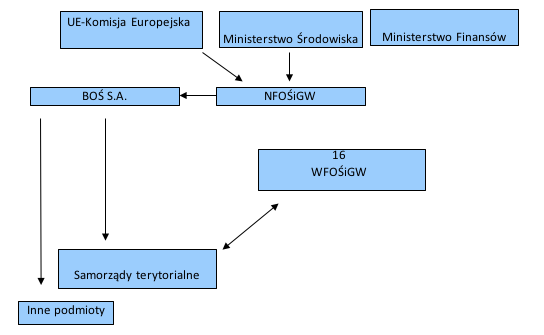 UE-Komisja Europejska
Ministerstwo Środowiska
Ministerstwo Finansów
BOŚ S.A.
NFOŚiGW
16
WFOŚiGW
Samorządy terytorialne
Inne podmioty